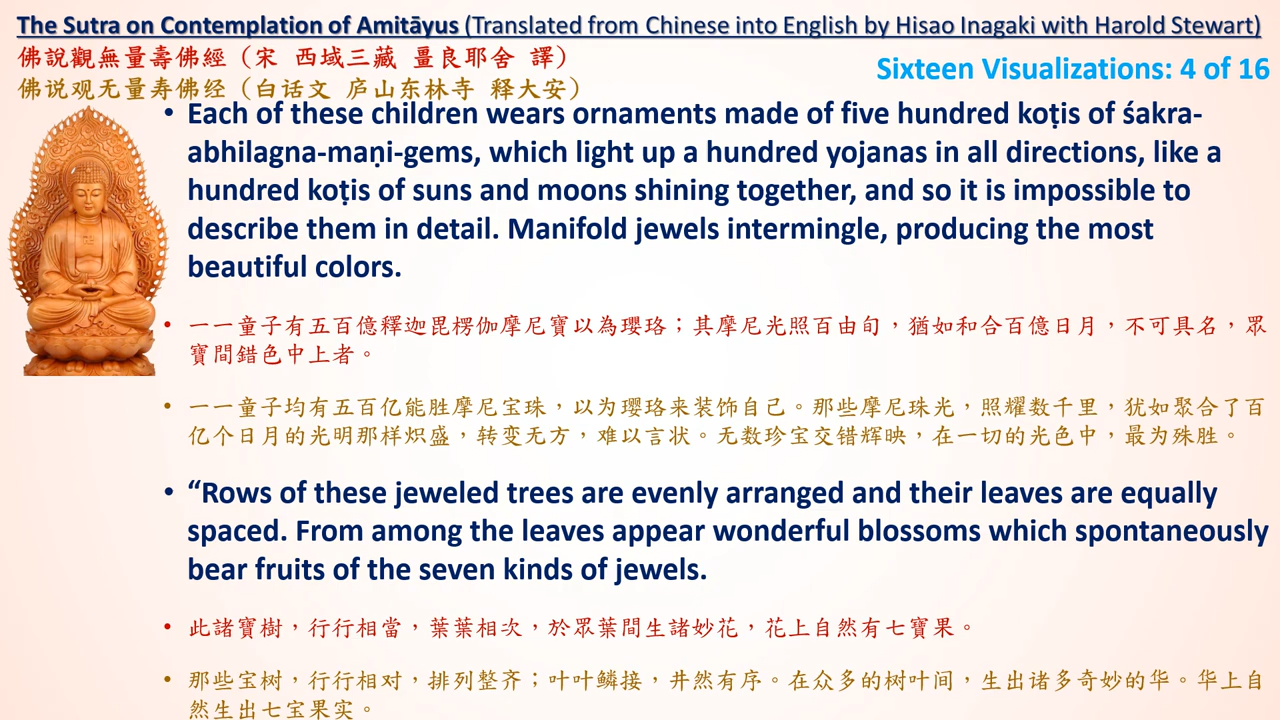 The Sutra on Contemplation of Amitāyus (Translated from Chinese into English by Hisao Inagaki with Harold Stewart)
佛說觀無量壽佛經（宋 西域三藏 畺良耶舍 譯）
Sixteen Visualizations: 4 of 16
佛说观无量寿佛经（白话文 庐山东林寺 释大安）
• Each of these children wears ornaments made of five hundred koṭis of śakra-
abhilagna-maṇi-gems, which light up a hundred yojanas in all directions, like a
hundred koṭis of suns and moons shining together, and so it is impossible to
describe them in detail. Manifold jewels intermingle, producing the most
beautiful colors.
• 一一童子有五百億釋迦毘楞伽摩尼寶以為瓔珞；其摩尼光照百由旬，猶如和合百億日月，不可具名，眾
寶間錯色中上者。
• 一一童子均有五百亿能胜摩尼宝珠，以为璎珞来装饰自己。那些摩尼珠光，照耀数千里，犹如聚合了百
亿个日月的光明那样炽盛，转变无方，难以言状。无数珍宝交错辉映，在一切的光色中，最为殊胜。
• “Rows of these jeweled trees are evenly arranged and their leaves are equally
spaced. From among the leaves appear wonderful blossoms which spontaneously
bear fruits of the seven kinds of jewels.
• 此諸寶樹，行行相當，葉葉相次，於眾葉間生諸妙花，花上自然有七寶果。
• 那些宝树，行行相对，排列整齐；叶叶鳞接，井然有序。在众多的树叶间，生出诸多奇妙的华。华上自
然生出七宝果实。